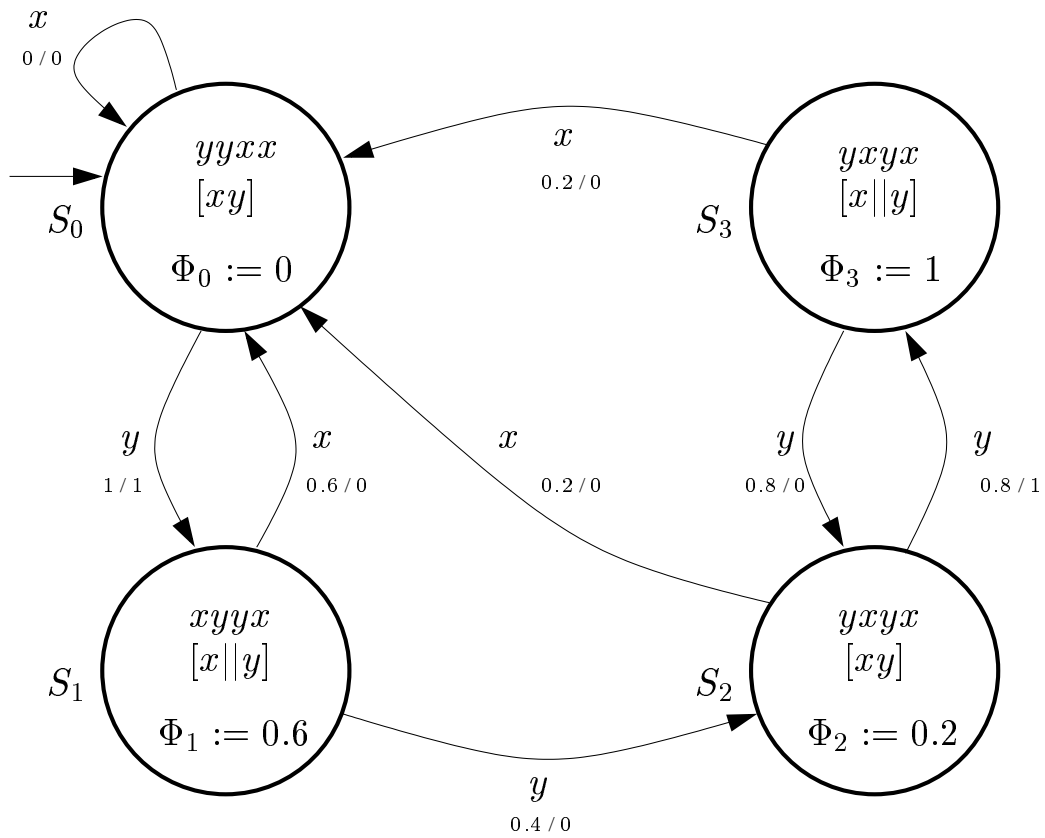 x
0 / 0
yyxx
[xy]
S₀
Φ₀ := 0
x
0.2 / 0
yxyx
[x||y]
S₃
Φ₃ := 1
y
1 / 1
x
0.6 / 0
x
0.2 / 0
y
0.8 / 0
y
0.8 / 1
xyyx
[x||y]
S₁
Φ₁ := 0.6
yxyx
[xy]
S₂
Φ₂ := 0.2
y
0.4 / 0